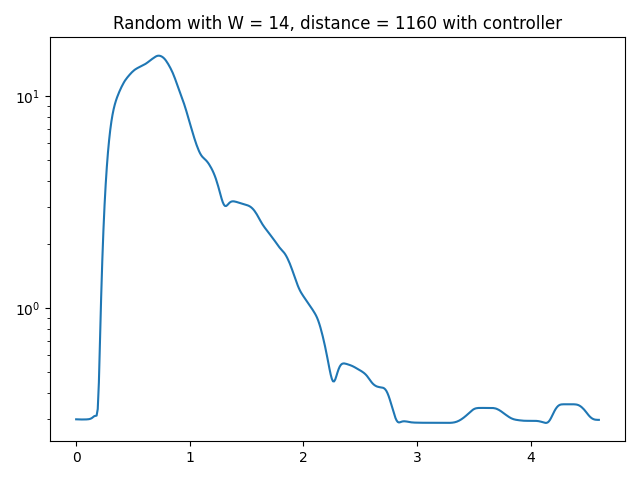 Random with W = 14, distance = 1160 with controller
10¹
10⁰
0 1 2 3 4